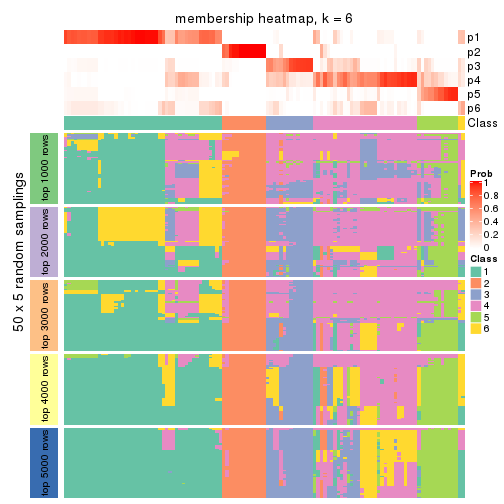 membership heatmap, k = 6
p1
p2
p3
p4
p5
p6
Class
50 x 5 random samplings
top 1000 rows
top 2000 rows
top 3000 rows
top 4000 rows
top 5000 rows
Prob
1
0.8
0.6
0.4
0.2
0
Class
1
2
3
4
5
6